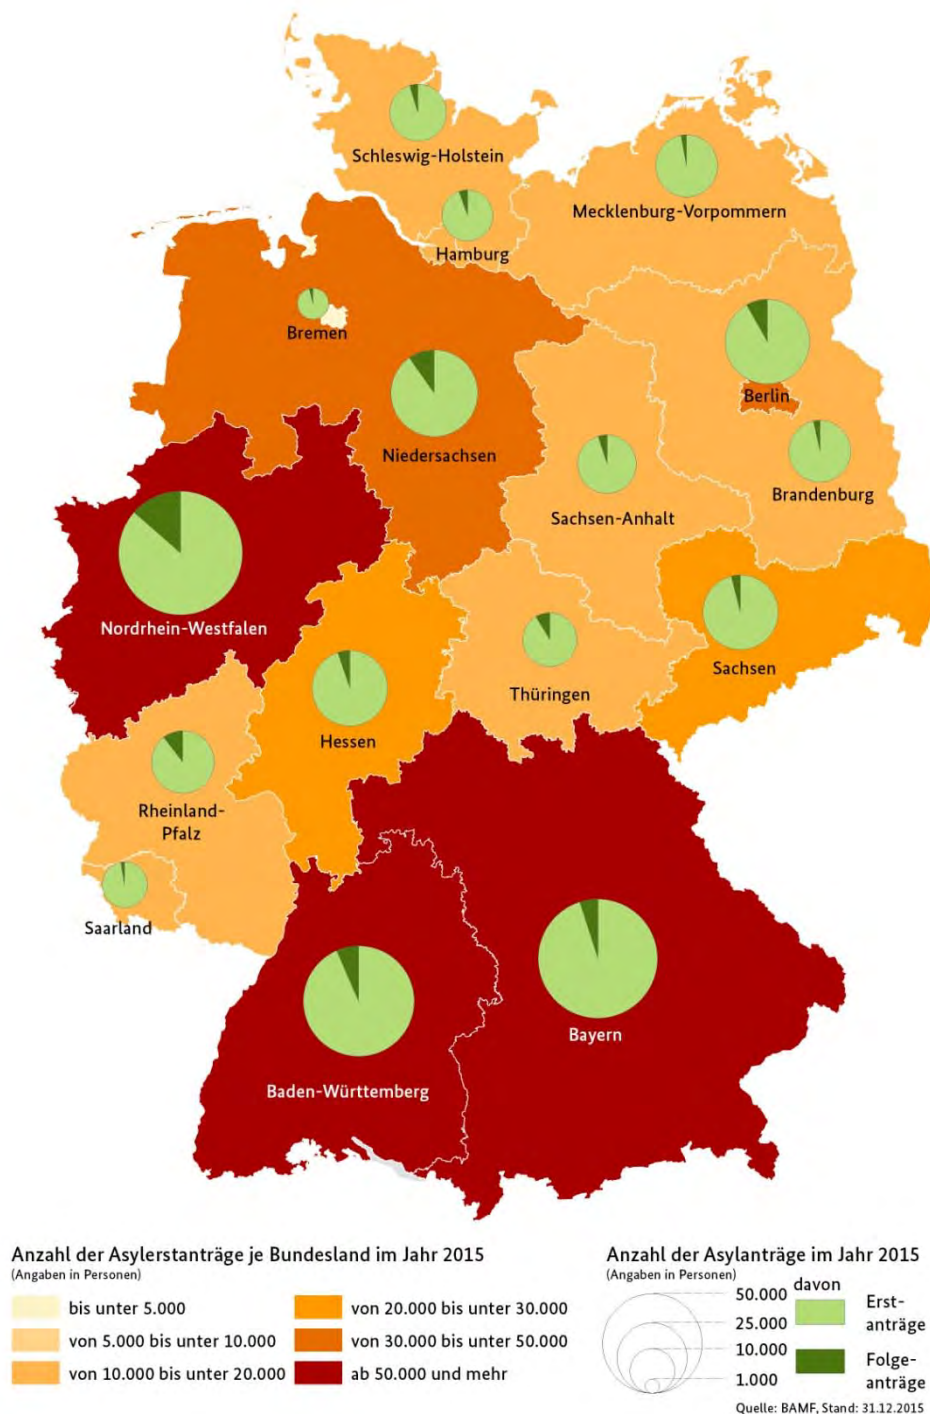 Schleswig-Holstein
Mecklenburg-Vorpommern
Hamburg
Bremen
Berlin
Niedersachsen
Brandenburg
Sachsen-Anhalt
Nordrhein-Westfalen
Sachsen
Thüringen
Hessen
Rheinland-
Pfalz
Saarland
Bayern
Baden-Württemberg
Anzahl der Asylerstanträge je Bundesland im Jahr 2015
(Angaben in Personen)
bis unter 5.000
von 5.000 bis unter 10.000
von 10.000 bis unter 20.000
von 20.000 bis unter 30.000
von 30.000 bis unter 50.000
ab 50.000 und mehr
Anzahl der Asylanträge im Jahr 2015
(Angaben in Personen)
davon
50.000
25.000
10.000
1.000
Erst-
anträge
Folge-
anträge
Quelle: BAMF, Stand: 31.12.2015